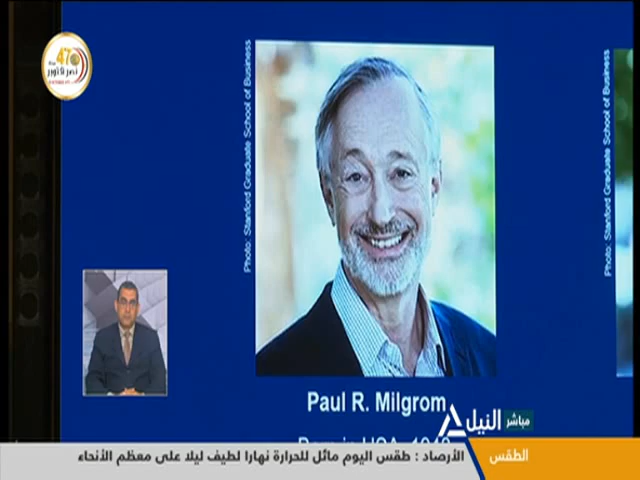 47
Photo: Stanford Graduate School of Business
Photo: Stanford Graduate School of Business
Paul R. Milgrom
مباشر النيل
الطقس
الأرصاد : طقس اليوم مائل للحرارة نهارا لطيف ليلا على معظم الأنحاء